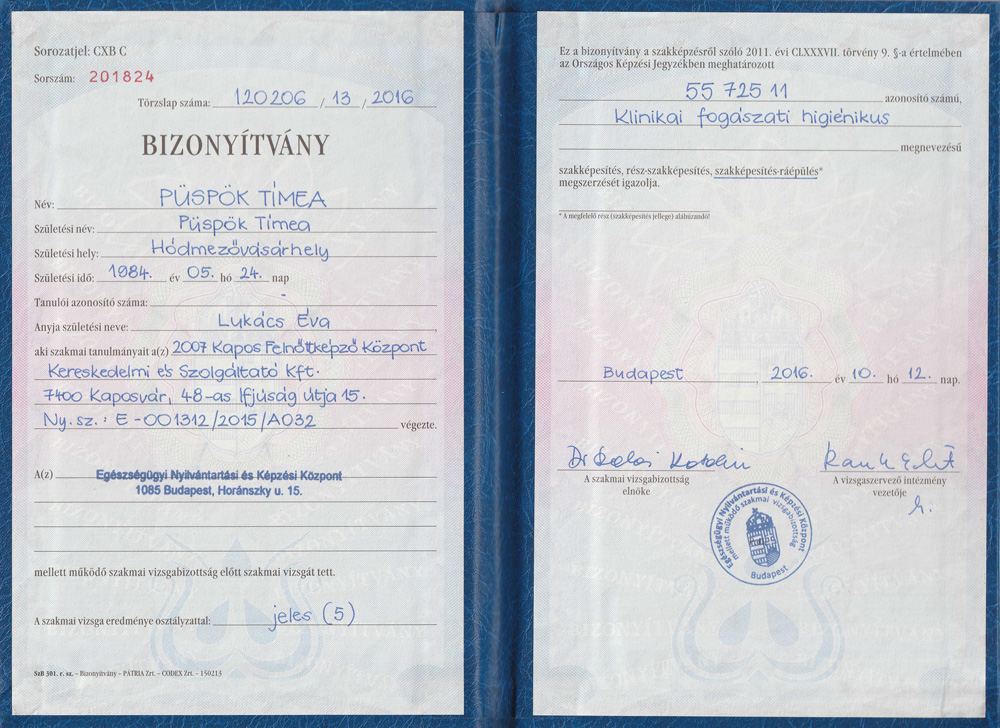 Sorozatjel: CXB C
Sorszám: 201824
Törzslap száma: 120206 / 13 / 2016
BIZONYÍTVÁNY
Név: PÜSPÖK TÍMEA
Születési név: Püspök Tímea
Születési hely: Hódmezővásárhely
Születési idő: 1984. év 05. hó 24. nap
Tanulói azonosító száma: -
Anyja születési neve: Lukács Éva,
aki szakmai tanulmányait a(z) 2007 Kapos Felnőttképző Központ
Kereskedelmi és Szolgáltató Kft.
7400 Kaposvár, 48-as Ifjúság útja 15.
Ny. sz.: E-001312/2015/A032 végezte.
A(z) Egészségügyi Nyilvántartási és Képzési Központ
1085 Budapest, Horánszky u. 15.
mellett működő szakmai vizsgabizottság előtt szakmai vizsgát tett.
A szakmai vizsga eredménye osztályzattal: jeles (5)
SzB 301. r. sz. – Bizonyítvány – PÁTRIA Zrt. – CODEX Zrt. – 150213
Ez a bizonyítvány a szakképzésről szóló 2011. évi CLXXXVII. törvény 9. §-a értelmében
az Országos Képzési Jegyzékben meghatározott
55 725 11 azonosító számú,
Klinikai fogászati higiénikus
megnevezésű
szakképesítés, rész-szakképesítés, szakképesítés-ráépülés*
megszerzését igazolja.
* A megfelelő rész (szakképesítés jellege) aláhúzandó!
Budapest, 2016. év 10. hó 12. nap.
Dr Katalin
A szakmai vizsgabizottság
elnöke
A vizsgaszervező intézmény
vezetője
Egészségügyi Nyilvántartási és Képzési Központ
mellett működő szakmai vizsgabizottság
Budapest